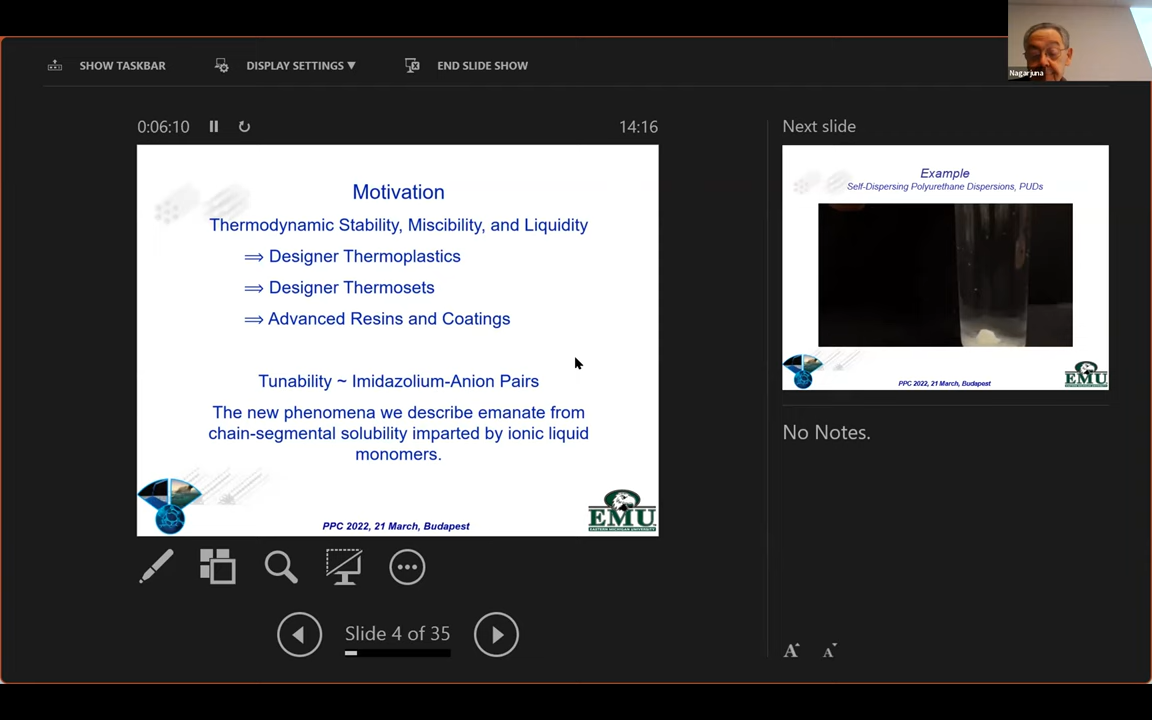 Nagarjuna
SHOW TASKBAR
DISPLAY SETTINGS ▼
END SLIDE SHOW
0:06:10
14:16
Motivation
Thermodynamic Stability, Miscibility, and Liquidity
⟹ Designer Thermoplastics
⟹ Designer Thermosets
⟹ Advanced Resins and Coatings
Tunability ~ Imidazolium-Anion Pairs
The new phenomena we describe emanate from
chain-segmental solubility imparted by ionic liquid
monomers.
PPC 2022, 21 March, Budapest
EMU
EASTERN MICHIGAN UNIVERSITY
Slide 4 of 35
Next slide
Example
Self-Dispersing Polyurethane Dispersions, PUDs
PPC 2022, 21 March, Budapest
EMU
No Notes.
A A